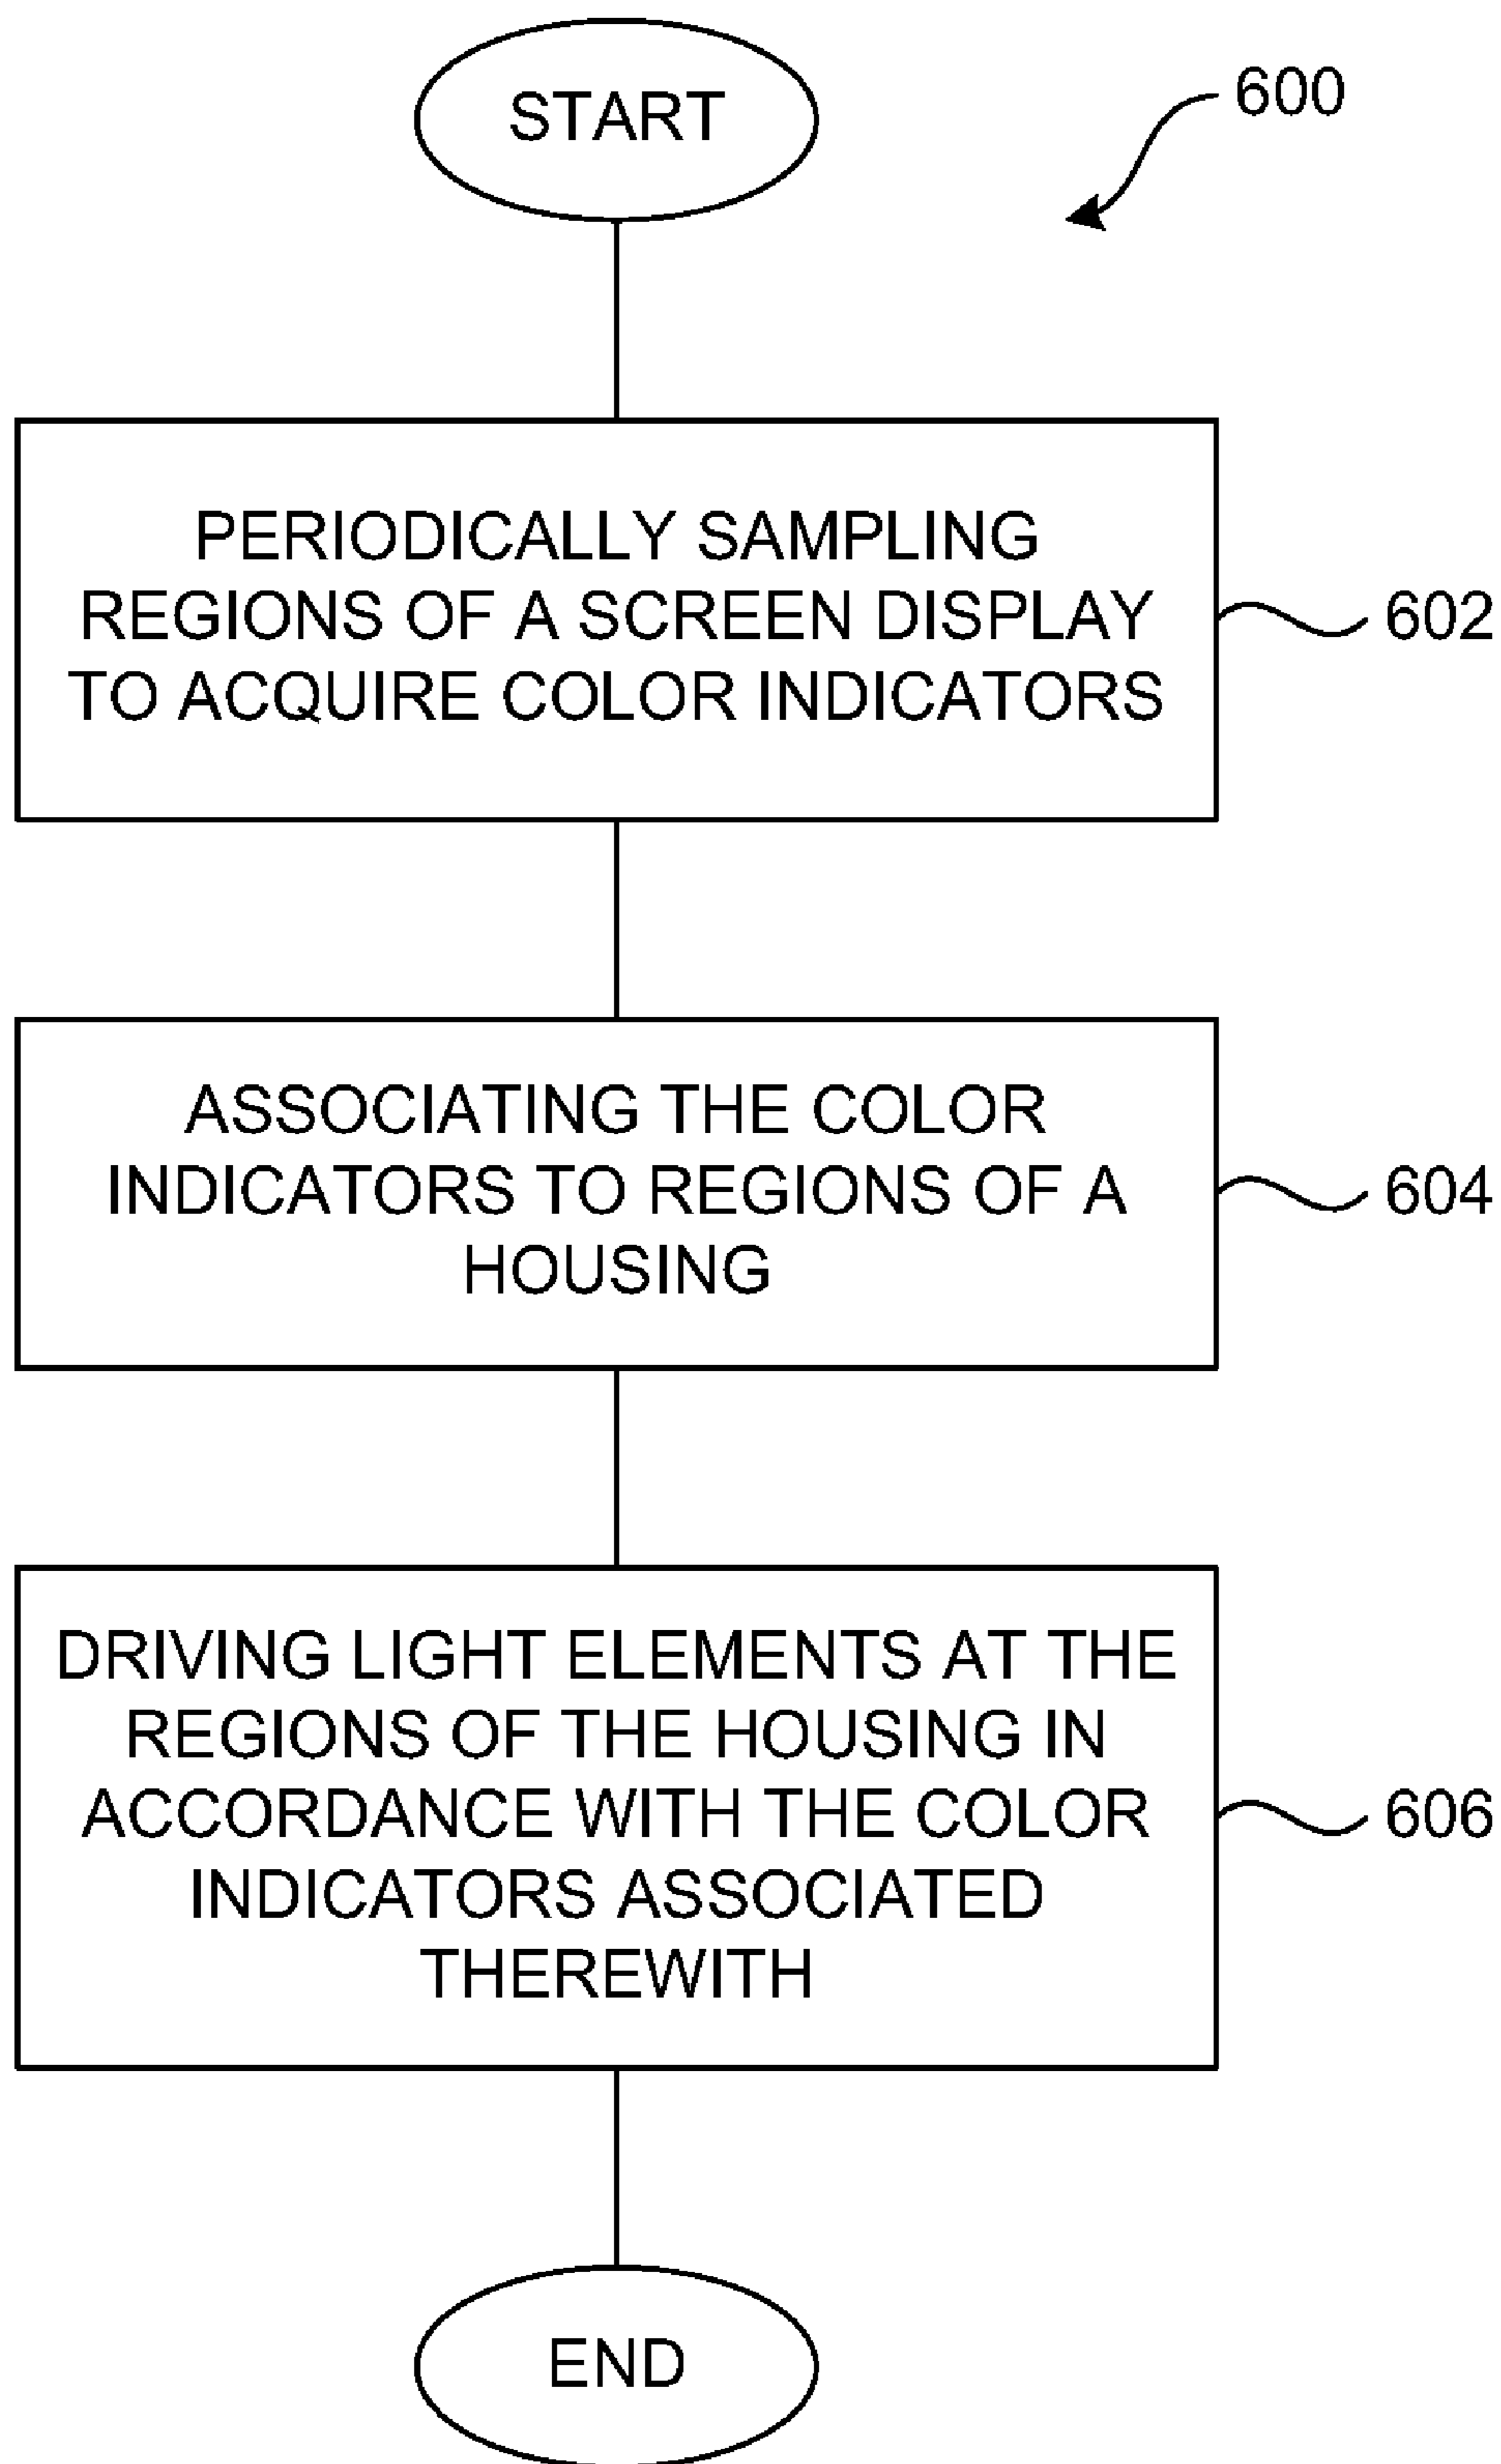 START
600
PERIODICALLY SAMPLING
REGIONS OF A SCREEN DISPLAY
TO ACQUIRE COLOR INDICATORS
602
ASSOCIATING THE COLOR
INDICATORS TO REGIONS OF A
HOUSING
604
DRIVING LIGHT ELEMENTS AT THE
REGIONS OF THE HOUSING IN
ACCORDANCE WITH THE COLOR
INDICATORS ASSOCIATED
THEREWITH
606
END